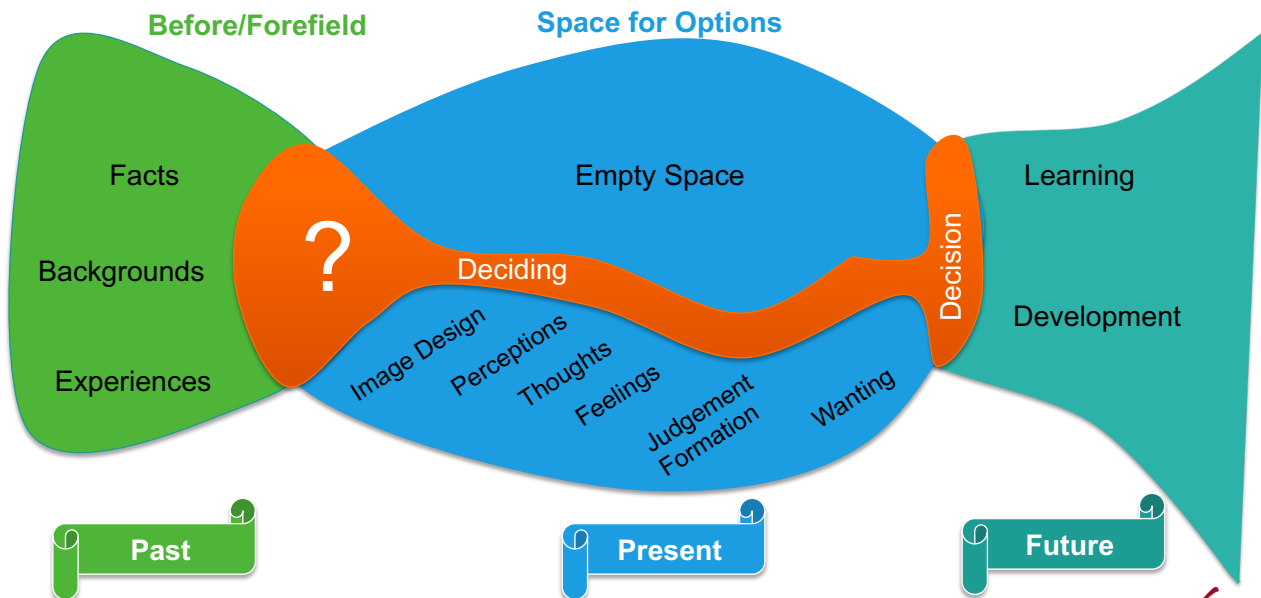 Before/Forefield
Space for Options
Facts
Backgrounds
Experiences
?
Deciding
Empty Space
Image Design
Perceptions
Thoughts
Feelings
Judgement
Formation
Wanting
Decision
Learning
Development
Past
Present
Future